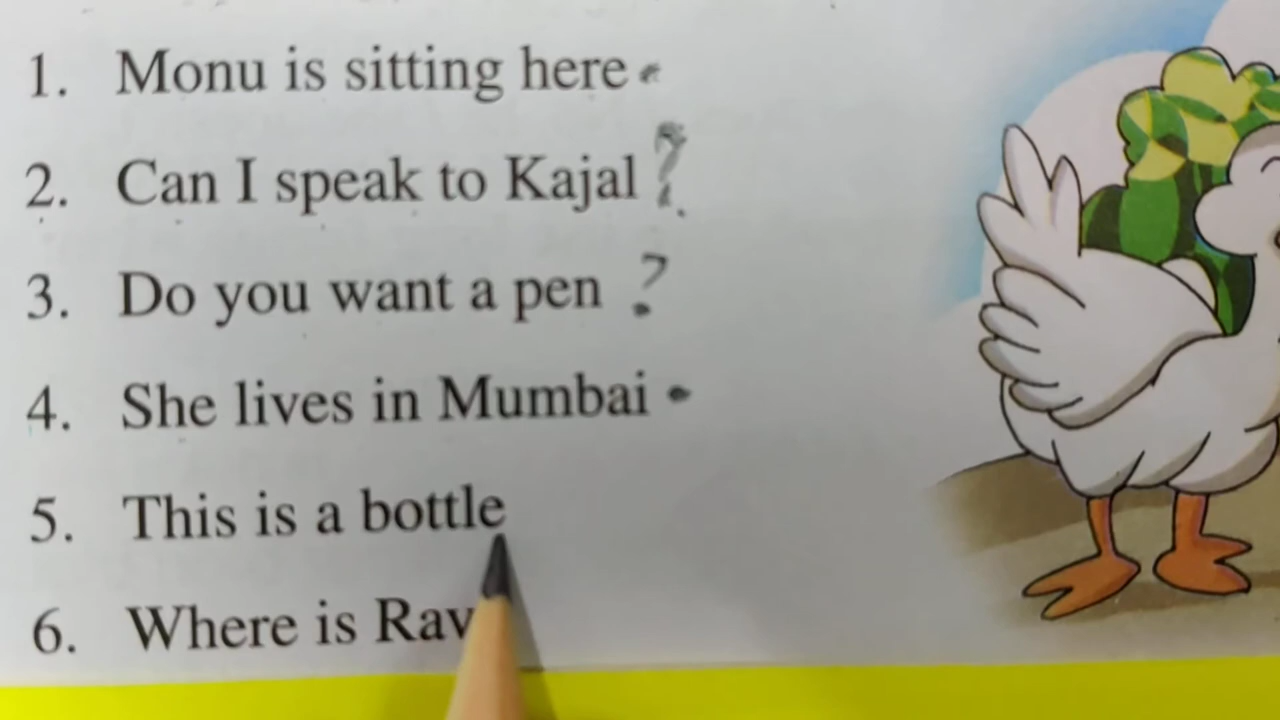 1. Monu is sitting here.
2. Can I speak to Kajal ?
3. Do you want a pen ?
4. She lives in Mumbai .
5. This is a bottle
6. Where is Rav